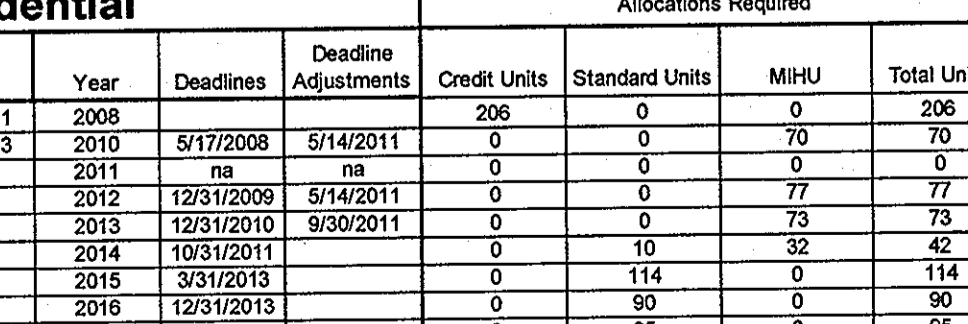 Allocations Required
Year Deadlines Deadline Adjustments Credit Units Standard Units MIHU Total
1 2008 206 0 0 206
3 2010 5/17/2008 5/14/2011 0 0 70 70
2011 na na 0 0 0 0
2012 12/31/2009 5/14/2011 0 0 77 77
2013 12/31/2010 9/30/2011 0 0 73 73
2014 10/31/2011 0 10 32 42
2015 3/31/2013 0 114 0 114
2016 12/31/2013 0 90 0 90